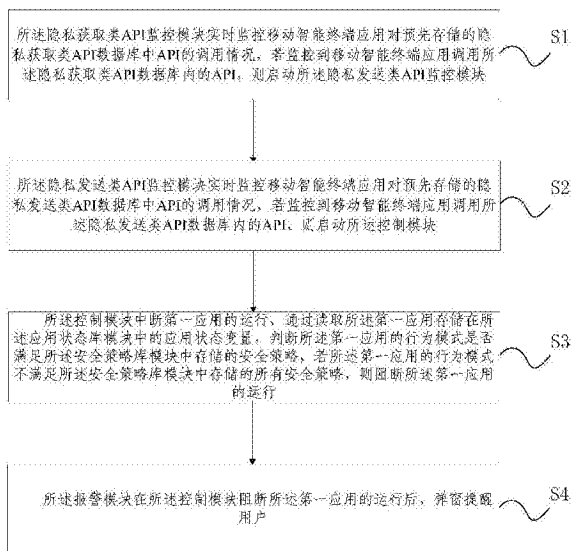 所述隐私获取类API监控模块实时监控移动智能终端应用对预先存储的隐
私获取类API数据库中API的调用情况，若监控到移动智能终端应用调用所
述隐私获取类API数据库内的API，则启动所述隐私发送类API监控模块
S1
所述隐私发送类API监控模块实时监控移动智能终端应用对预先存储的隐
私发送类API数据库中API的调用情况，若监控到移动智能终端应用调用所
述隐私发送类API数据库内的API，则启动所述控制模块
S2
所述控制模块中断第一应用的运行、通过读取所述第一应用存储在所
述应用状态库模块中的应用状态变量，判断所述第一应用的行为模式是否
满足所述安全策略库模块中存储的安全策略，若所述第一应用的行为模式
不满足所述安全策略库模块中存储的所有安全策略，则阻断所述第一应用
的运行
S3
所述报警模块在所述控制模块阻断所述第一应用的运行后，弹窗提醒
用户
S4